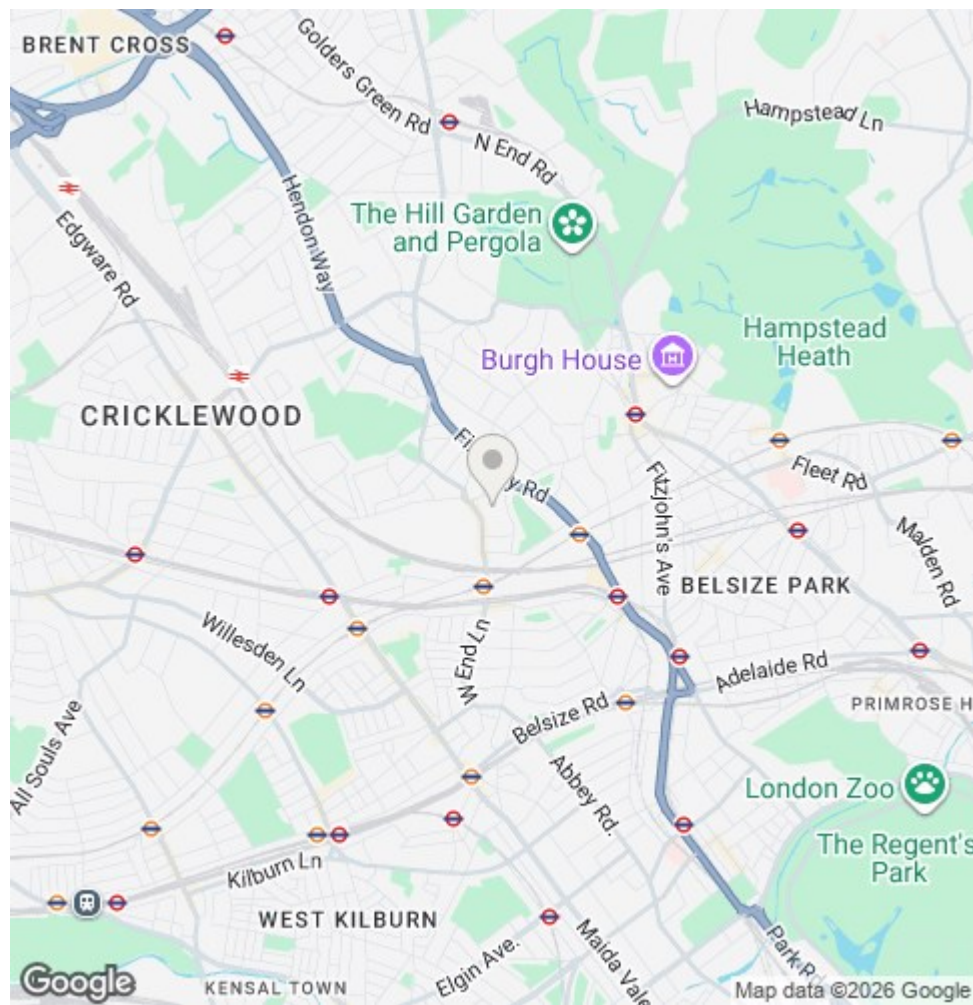 BRENT CROSS
Golders Green Rd
N End Rd
Hampstead Ln
Hendon Way
The Hill Garden
and Pergola
Edgware Rd
Burgh House
Hampstead
Heath
CRICKLEWOOD
Fitzjohn's Ave
Fleet Rd
Malden Rd
BELSIZE PARK
Willesden Ln
W End Ln
Adelaide Rd
Belsize Rd
PRIMROSE H
All Souls Ave
Abbey Rd.
London Zoo
The Regent's
Park
Kilburn Ln
WEST KILBURN
Elgin Ave.
Maida Vale
Park Rd
Google
KENSAL TOWN
Map data ©2026 Google